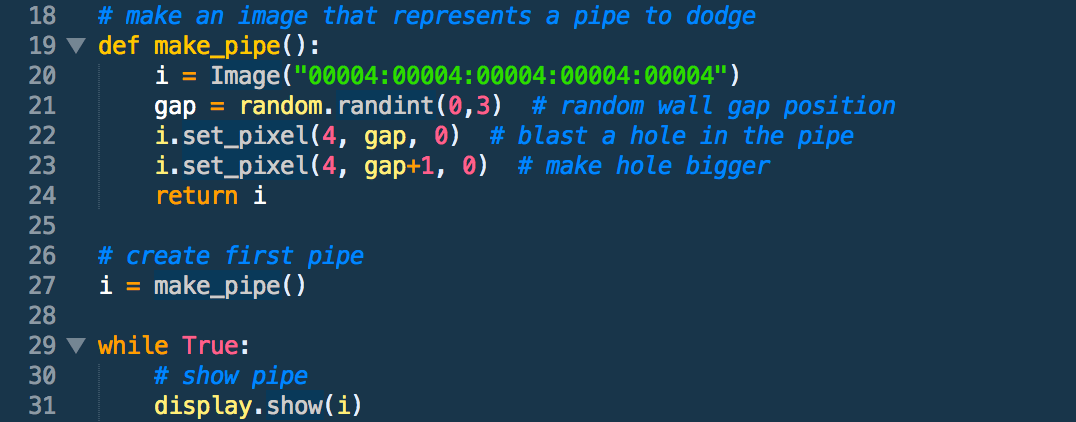 18 # make an image that represents a pipe to dodge
19 def make_pipe():
20     i = Image("00004:00004:00004:00004:00004")
21     gap = random.randint(0,3)  # random wall gap position
22     i.set_pixel(4, gap, 0)  # blast a hole in the pipe
23     i.set_pixel(4, gap+1, 0)  # make hole bigger
24     return i
25
26 # create first pipe
27 i = make_pipe()
28
29 while True:
30     # show pipe
31     display.show(i)